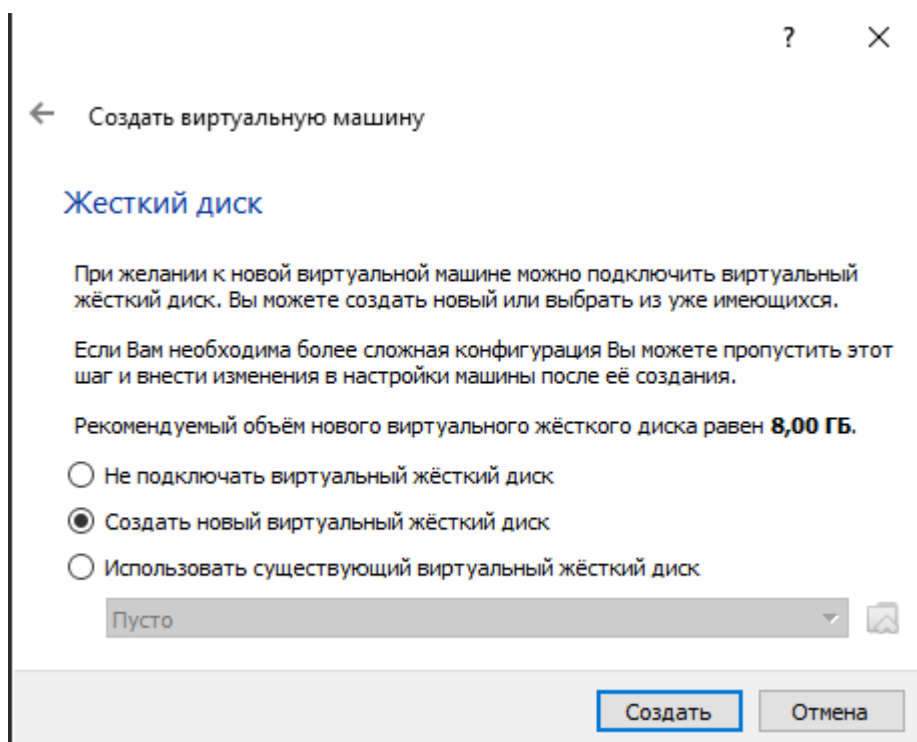 ?
Создать виртуальную машину
Жесткий диск
При желании к новой виртуальной машине можно подключить виртуальный
жёсткий диск. Вы можете создать новый или выбрать из уже имеющихся.
Если Вам необходима более сложная конфигурация Вы можете пропустить этот
шаг и внести изменения в настройки машины после её создания.
Рекомендуемый объём нового виртуального жёсткого диска равен 8,00 ГБ.
Не подключать виртуальный жёсткий диск
Создать новый виртуальный жёсткий диск
Использовать существующий виртуальный жёсткий диск
Пусто
Создать Отмена